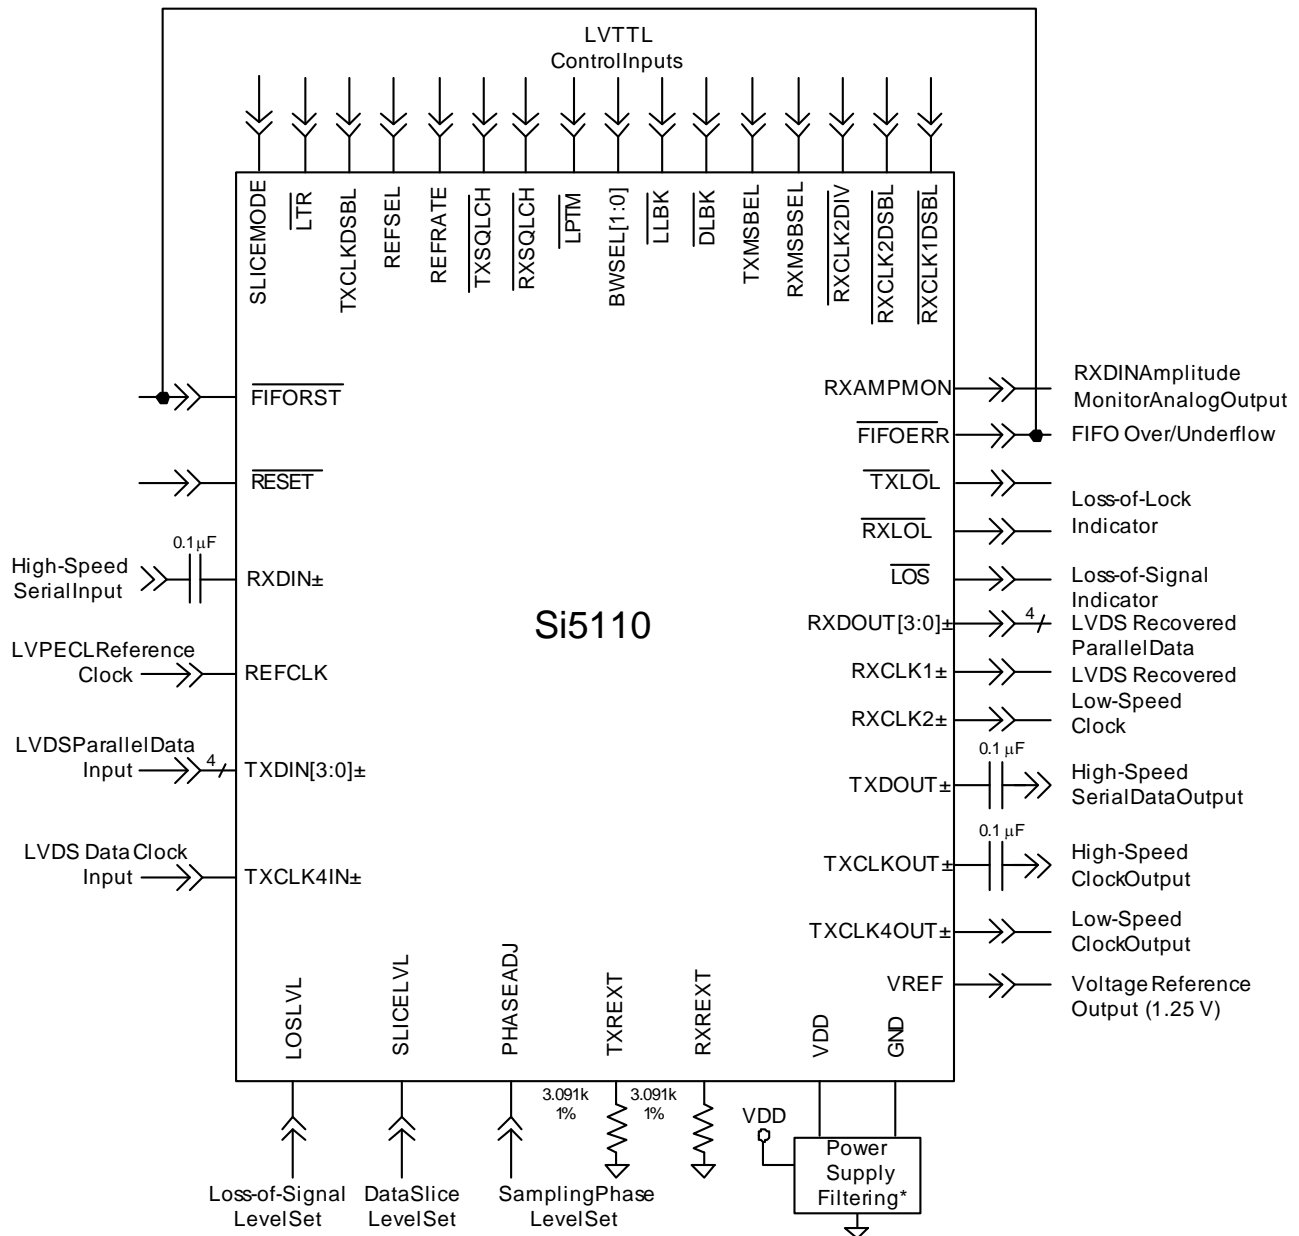 LVTTL
ControlInputs
SLICEMODE
LTR
TXCLKDSBL
REFSEL
REFRATE
TXSQLCH
RXSQLCH
LPTM
BWSEL[1:0]
LLBK
DLBK
TXMSBEL
RXMSBSEL
RXCLK2DIV
RXCLK2DSBL
RXCLK1DSBL
FIFORST
RESET
0.1 μF
High-Speed
SerialInput
RXDIN±
LVPECLReference
Clock
REFCLK
LVDSParallelData
Input
4
TXDIN[3:0]±
LVDS DataClock
Input
TXCLK4IN±
Si5110
RXAMPMON
RXDINAmplitude
MonitorAnalogOutput
FIFOERR
FIFO Over/Underflow
TXLOL
RXLOL
Loss-of-Lock
Indicator
LOS
Loss-of-Signal
Indicator
RXDOUT[3:0]±
4
LVDS Recovered
ParallelData
RXCLK1±
LVDS Recovered
RXCLK2±
Low-Speed
Clock
0.1 μF
TXDOUT±
High-Speed
SerialDataOutput
0.1 μF
TXCLKOUT±
High-Speed
ClockOutput
TXCLK4OUT±
Low-Speed
ClockOutput
VREF
VoltageReference
Output (1.25 V)
LOSLVL
SLICELVL
PHASEADJ
TXREXT
RXREXT
VDD
GND
3.091k
1%
3.091k
1%
VDD
Power
Supply
Filtering*
Loss-of-Signal
LevelSet
DataSlice
LevelSet
SamplingPhase
LevelSet